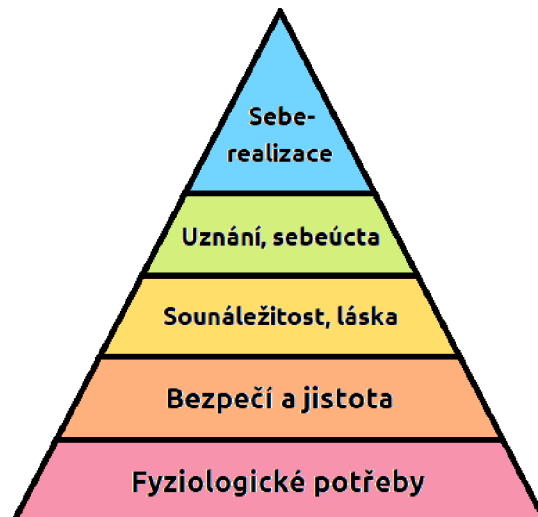 Sebe-
realizace
Uznání, sebeúcta
Sounáležitost, láska
Bezpečí a jistota
Fyziologické potřeby